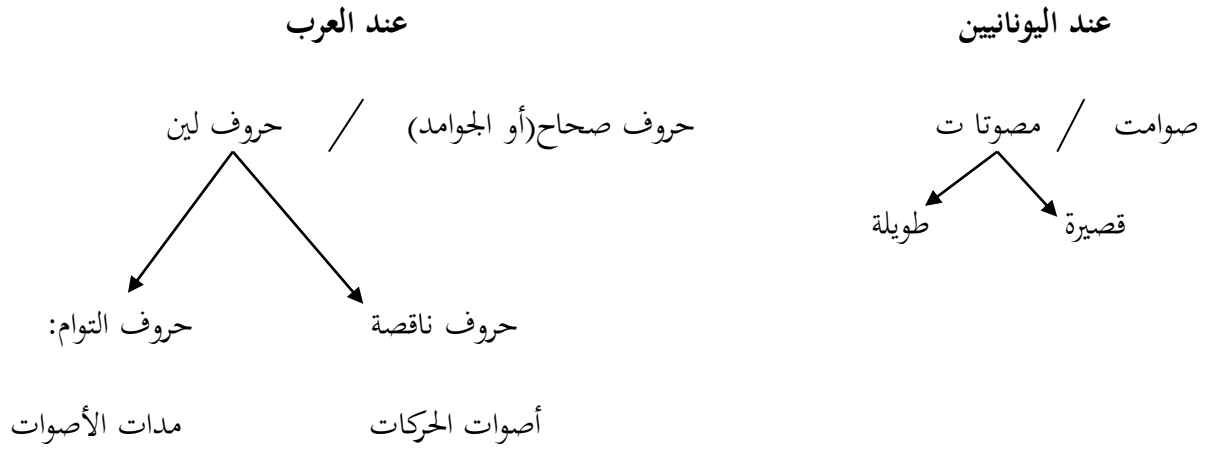 عند اليونانيين عند العرب
صوامت / مصوتا ت حروف صحاح(أو الجوامد) / حروف لين
قصيرة طويلة
حروف ناقصة حروف التوام:
أصوات الحركات مدات الأصوات